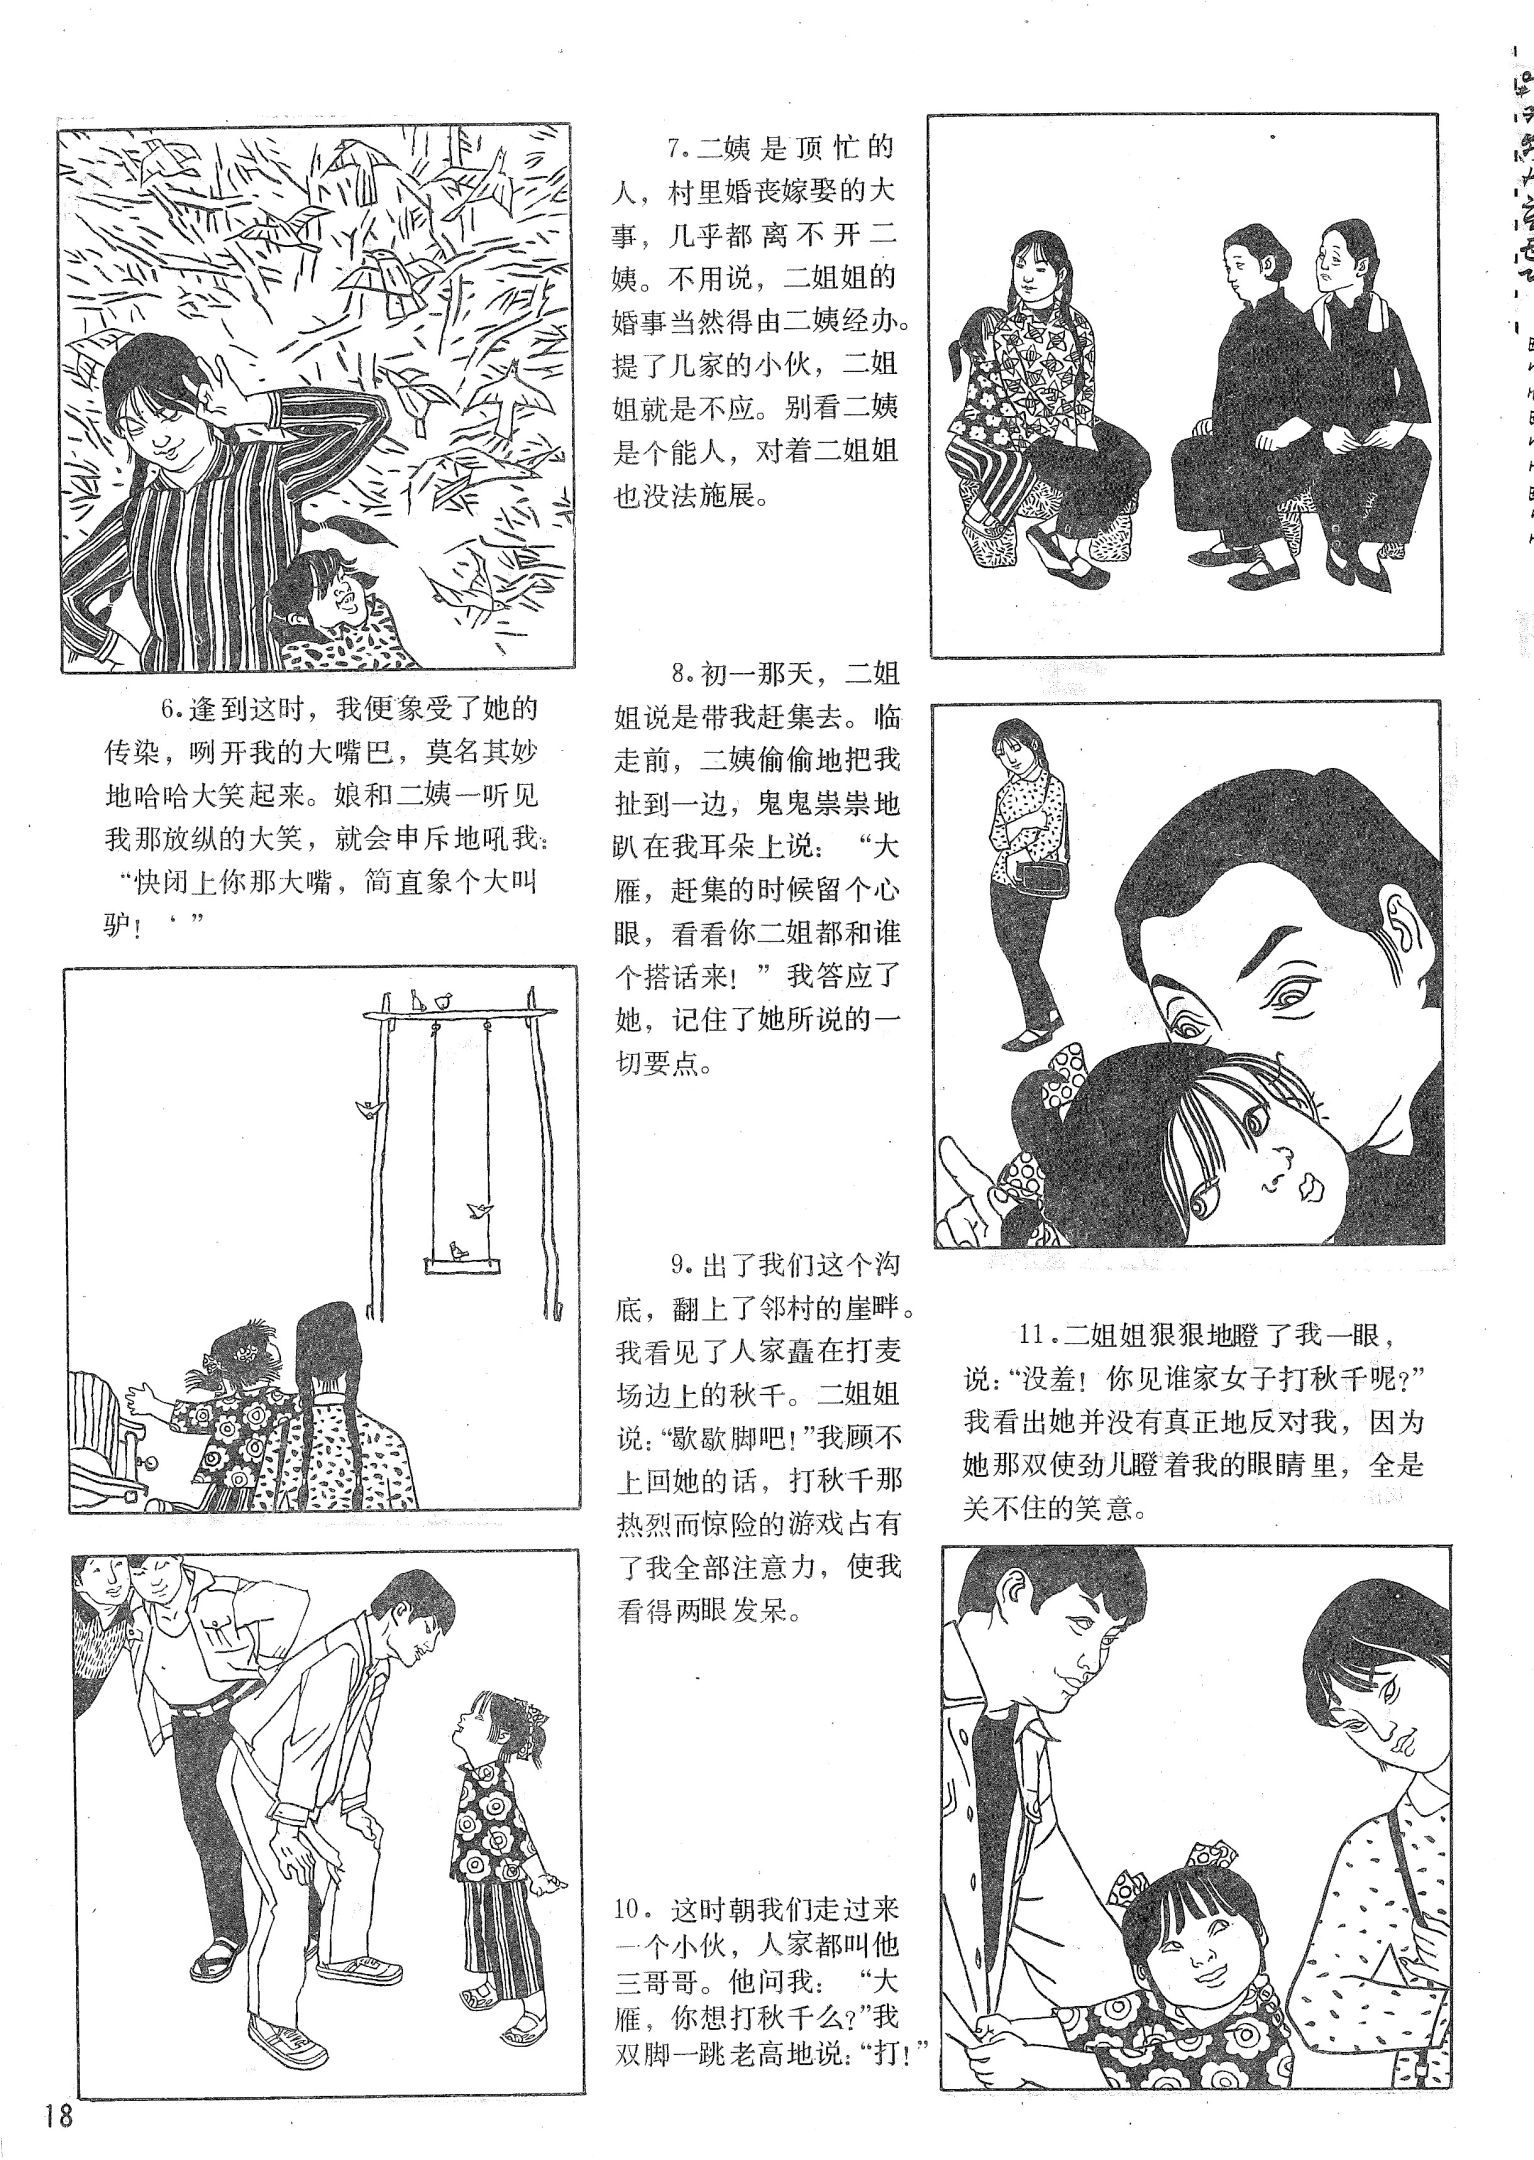 6.逢到这时，我便象受了她的
传染，咧开我的大嘴巴，莫名其妙
地哈哈大笑起来。娘和二姨一听见
我那放纵的大笑，就会申斥地吼我：
“快闭上你那大嘴，简直象个大叫
驴！‘”
7.二姨是顶忙的
人，村里婚丧嫁娶的大
事，几乎都离不开二
姨。不用说，二姐姐的
婚事当然得由二姨经办。
提了几家的小伙，二姐
姐就是不应。别看二姨
是个能人，对着二姐姐
也没法施展。
8.初一那天，二姐
姐说是带我赶集去。临
走前，二姨偷偷地把我
扯到一边，鬼鬼祟祟地
趴在我耳朵上说：“大
雁，赶集的时候留个心
眼，看看你二姐都和谁
个搭话来！”我答应了
她，记住了她所说的一
切要点。
9.出了我们这个沟
底，翻上了邻村的崖畔。
我看见了人家矗在打麦
场边上的秋千。二姐姐
说：“歇歇脚吧！”我顾不
上回她的话，打秋千那
热烈而惊险的游戏占有
了我全部注意力，使我
看得两眼发呆。
10.这时朝我们走过来
一个小伙，人家都叫他
三哥哥。他问我：“大
雁，你想打秋千么？”我
双脚一跳老高地说：“打！”
11.二姐姐狠狠地瞪了我一眼，
说：“没羞！你见谁家女子打秋千呢？”
我看出她并没有真正地反对我，因为
她那双使劲儿瞪着我的眼睛里，全是
关不住的笑意。
18